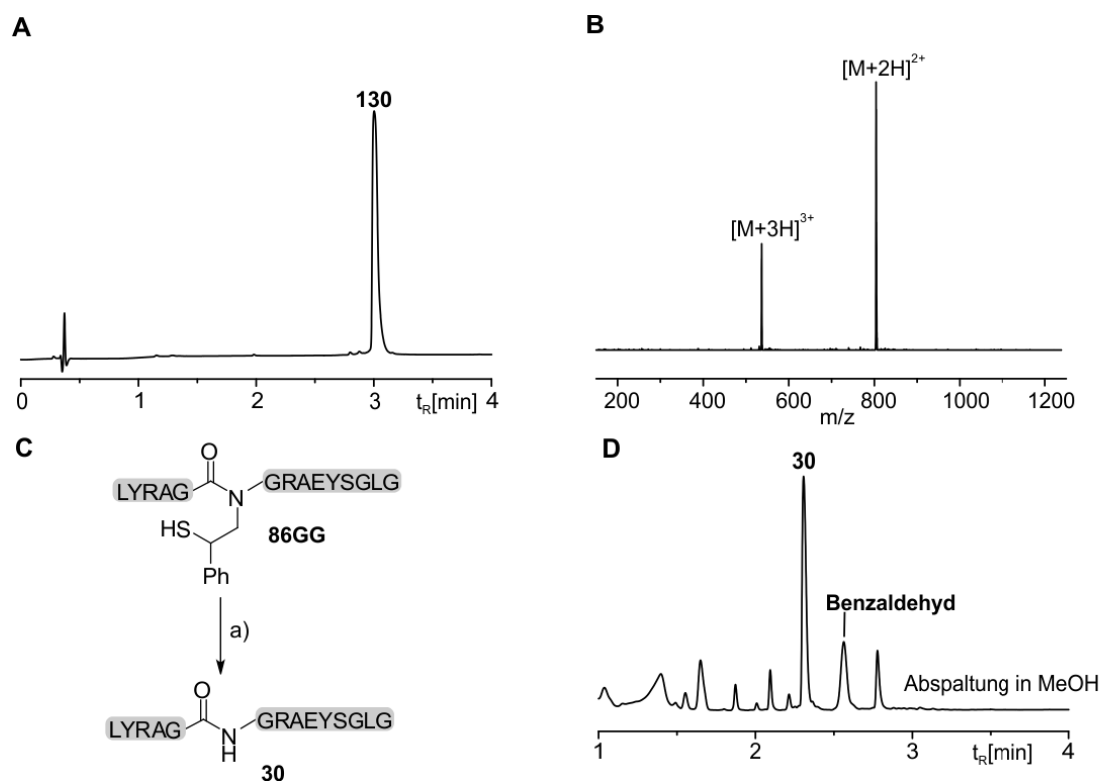 A
130
0 1 2 3 4
t_R[min]
B
[M+2H]²⁺
[M+3H]³⁺
200 400 600 800 1000 1200
m/z
C
O
LYRAG
GRAEYSGLG
N
HS
86GG
Ph
a)
O
LYRAG
GRAEYSGLG
N
H
30
D
30
Benzaldehyd
Abspaltung in MeOH
1 2 3 4
t_R[min]